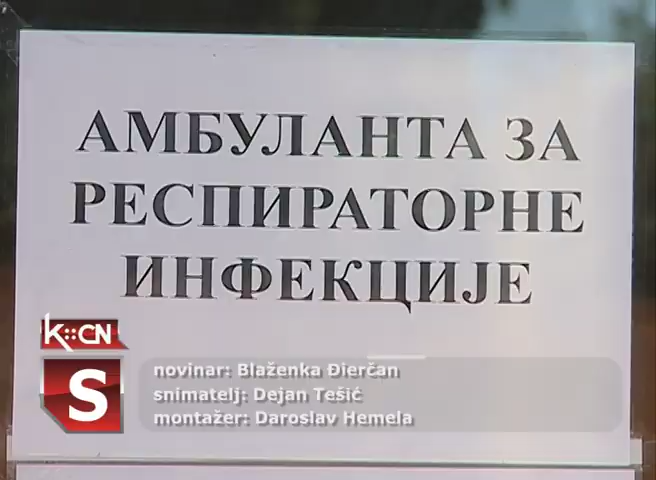 АМБУЛАНТА ЗА
РЕСПИРАТОРНЕ
ИНФЕКЦИЈЕ
K::CN
S
novinar: Blaženka Đierčan
snimatelj: Dejan Tešić
montažer: Daroslav Hemela